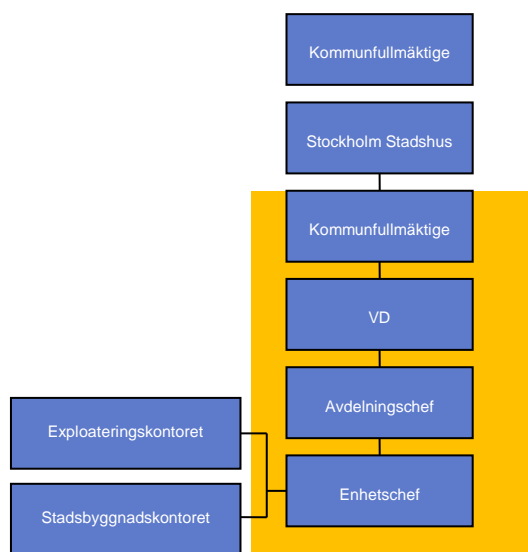 Kommunfullmäktige
Stockholm Stadshus
Kommunfullmäktige
VD
Avdelningschef
Exploateringskontoret
Enhetschef
Stadsbyggnadskontoret